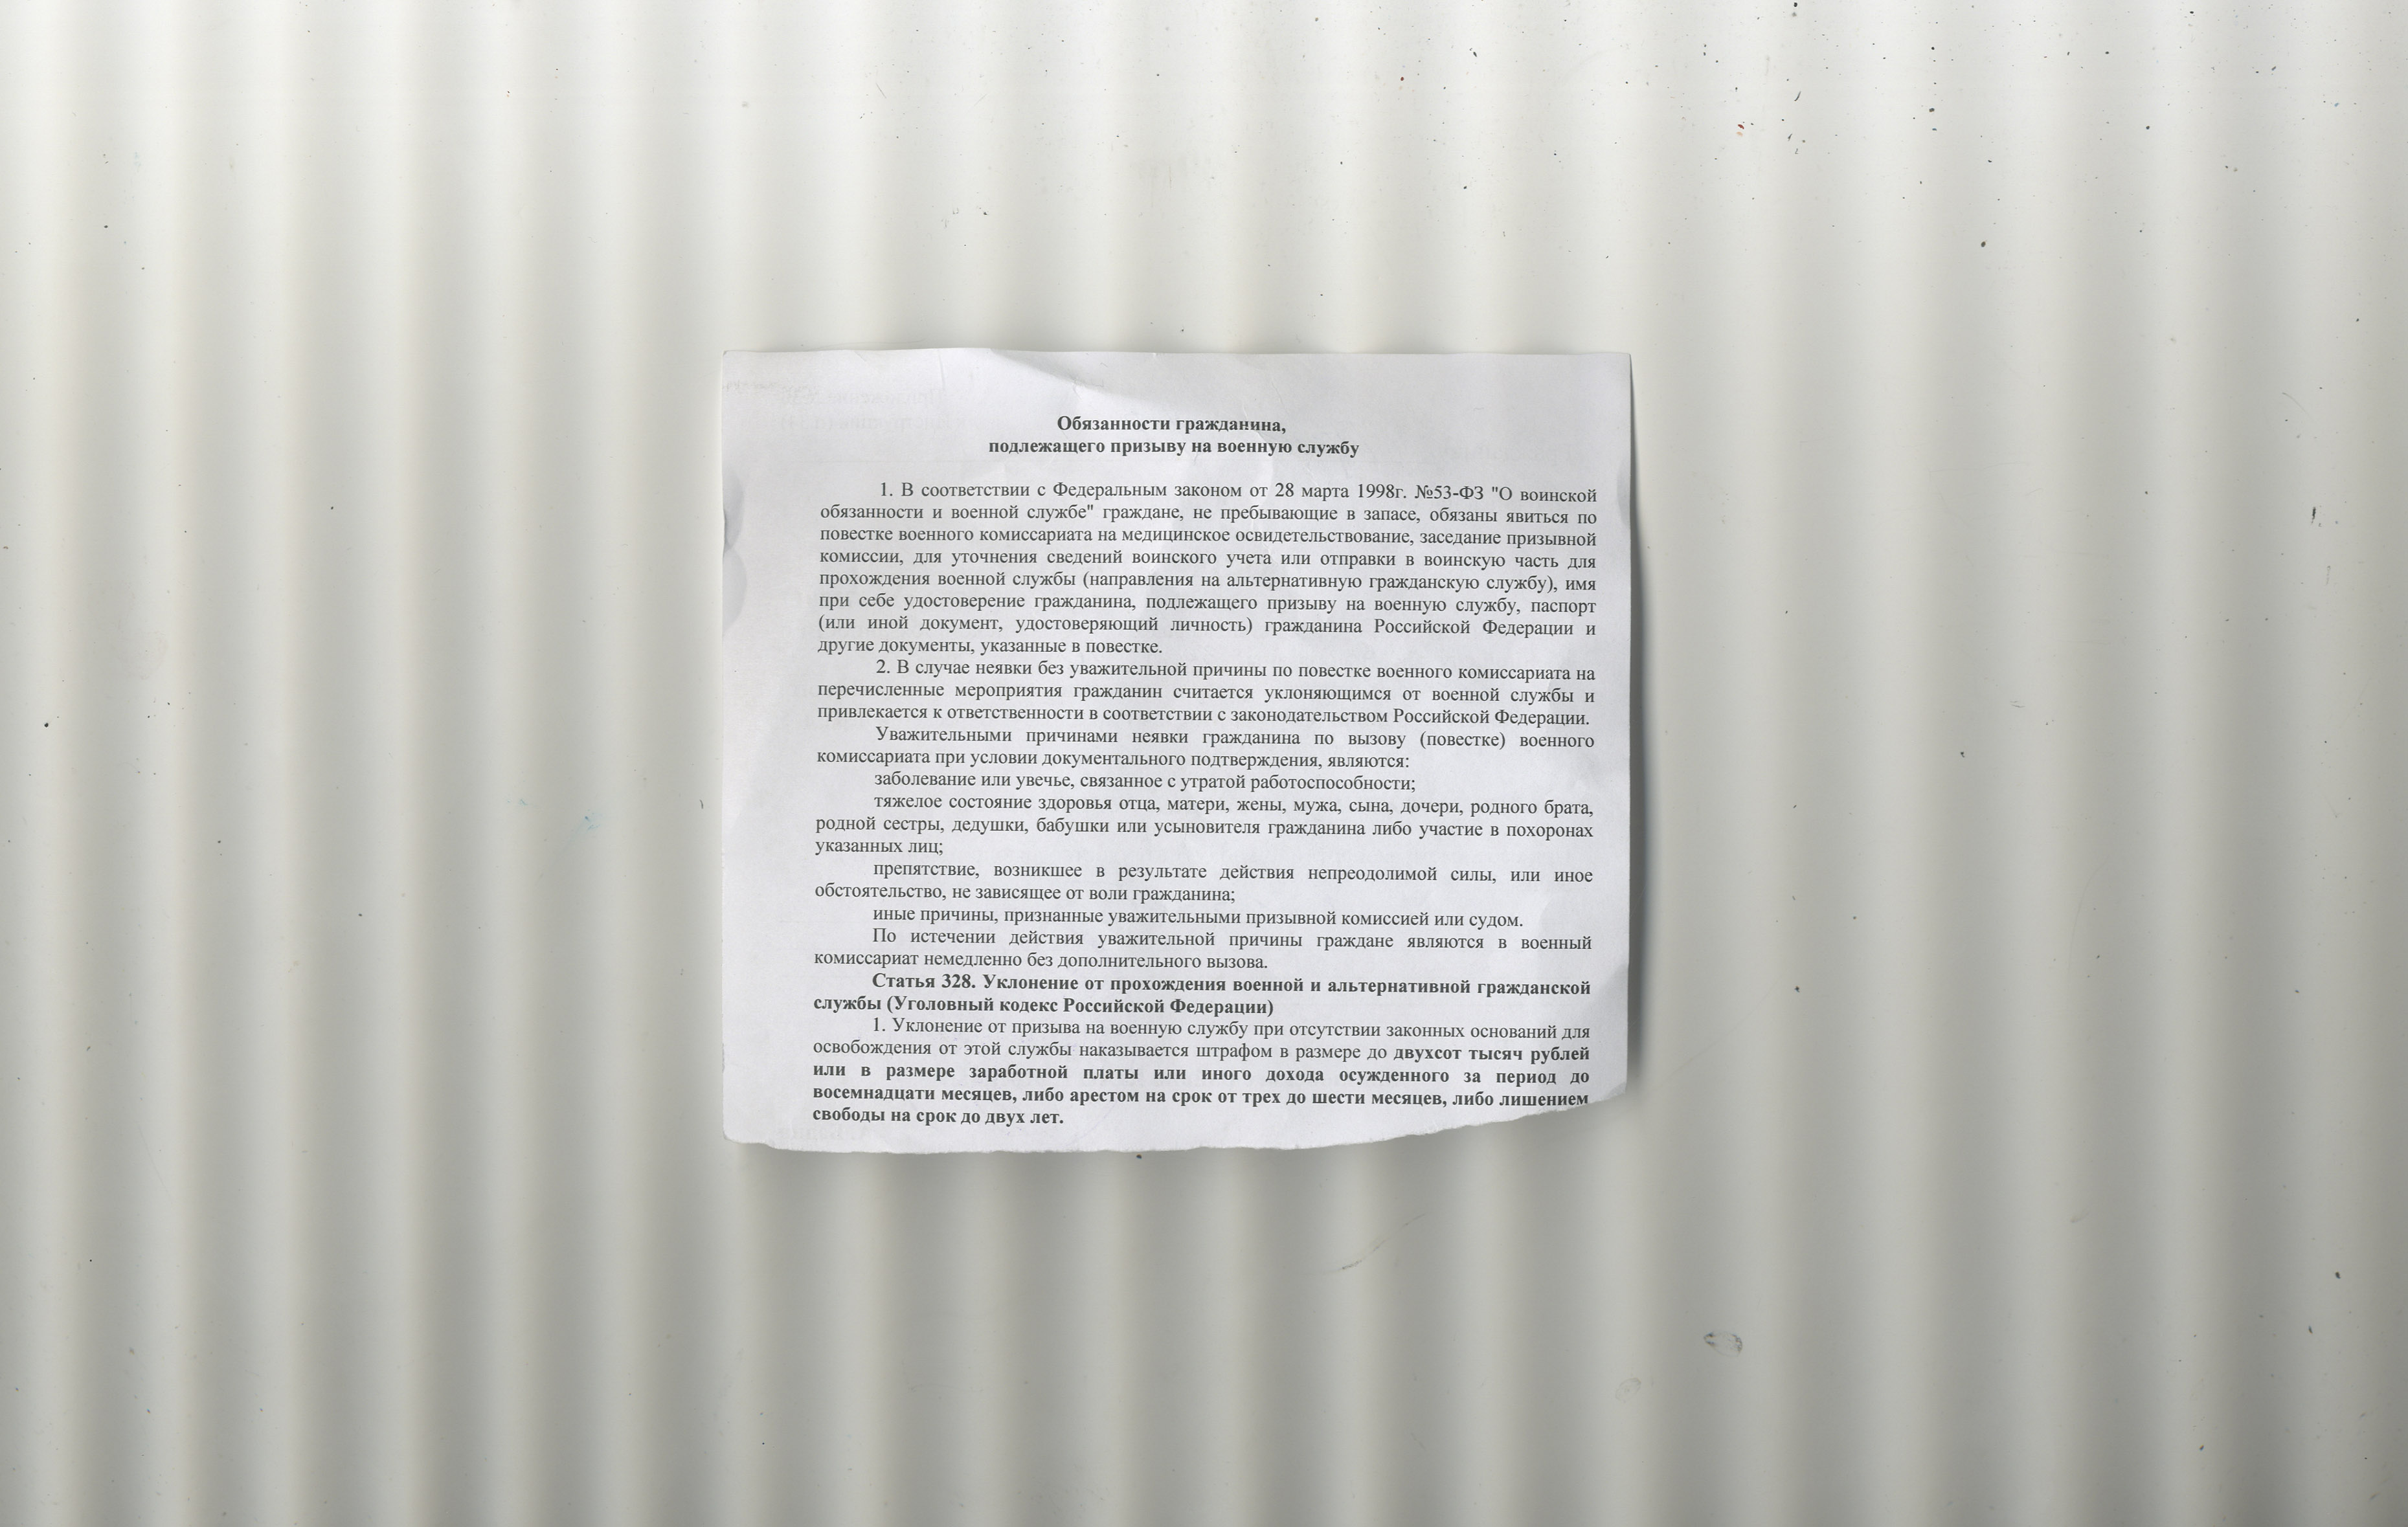 Обязанности гражданина,
подлежащего призыву на военную службу
1. В соответствии с Федеральным законом от 28 марта 1998г. №53-ФЗ "О воинской
обязанности и военной службе" граждане, не пребывающие в запасе, обязаны явиться по
повестке военного комиссариата на медицинское освидетельствование, заседание призывной
комиссии, для уточнения сведений воинского учета или отправки в воинскую часть для
прохождения военной службы (направления на альтернативную гражданскую службу), имя
при себе удостоверение гражданина, подлежащего призыву на военную службу, паспорт
(или иной документ, удостоверяющий личность) гражданина Российской Федерации и
другие документы, указанные в повестке.
2. В случае неявки без уважительной причины по повестке военного комиссариата на
перечисленные мероприятия гражданин считается уклоняющимся от военной службы и
привлекается к ответственности в соответствии с законодательством Российской Федерации.
Уважительными причинами неявки гражданина по вызову (повестке) военного
комиссариата при условии документального подтверждения, являются:
заболевание или увечье, связанное с утратой работоспособности;
тяжелое состояние здоровья отца, матери, жены, мужа, сына, дочери, родного брата,
родной сестры, дедушки, бабушки или усыновителя гражданина либо участие в похоронах
указанных лиц;
препятствие, возникшее в результате действия непреодолимой силы, или иное
обстоятельство, не зависящее от воли гражданина;
иные причины, признанные уважительными призывной комиссией или судом.
По истечении действия уважительной причины граждане являются в военный
комиссариат немедленно без дополнительного вызова.
Статья 328. Уклонение от прохождения военной и альтернативной гражданской
службы (Уголовный кодекс Российской Федерации)
1. Уклонение от призыва на военную службу при отсутствии законных оснований для
освобождения от этой службы наказывается штрафом в размере до двухсот тысяч рублей
или в размере заработной платы или иного дохода осужденного за период до
восемнадцати месяцев, либо арестом на срок от трех до шести месяцев, либо лишением
свободы на срок до двух лет.